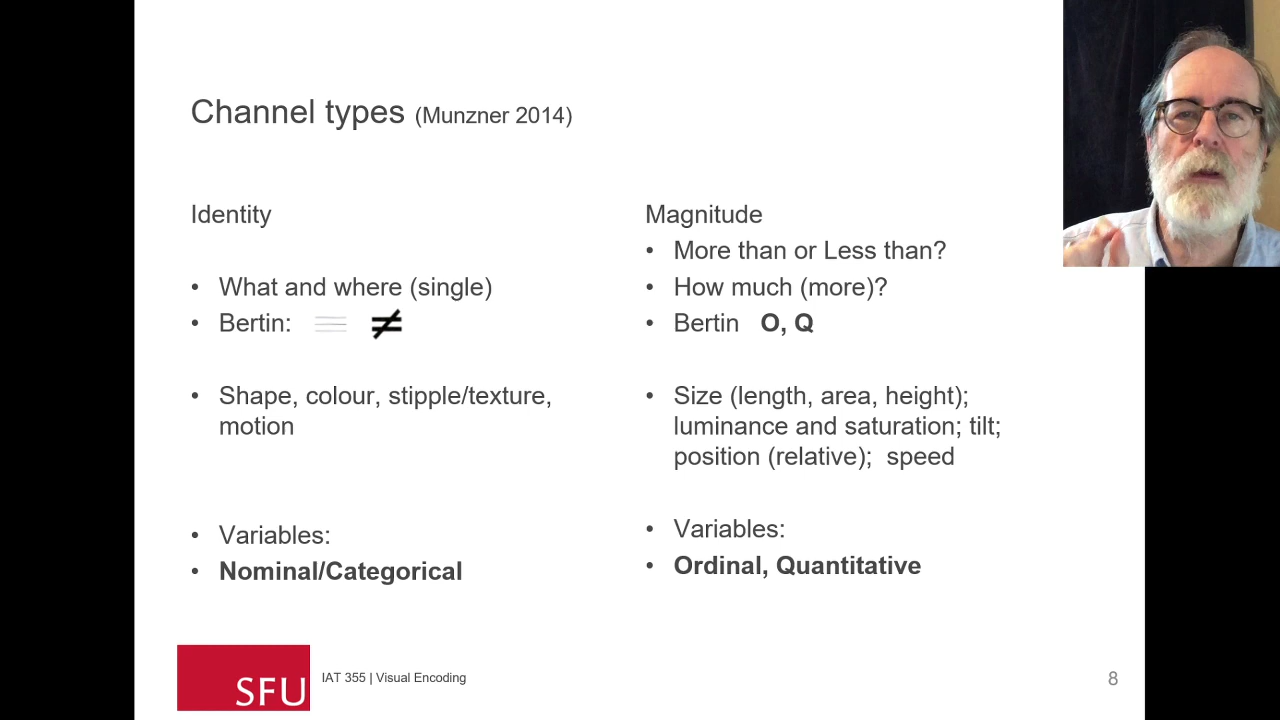 Channel types (Munzner 2014)
Identity
• What and where (single)
• Bertin: ≡ ≠
• Shape, colour, stipple/texture,
motion
• Variables:
• Nominal/Categorical
Magnitude
• More than or Less than?
• How much (more)?
• Bertin O, Q
• Size (length, area, height);
luminance and saturation; tilt;
position (relative); speed
• Variables:
• Ordinal, Quantitative
SFU
IAT 355 | Visual Encoding
8